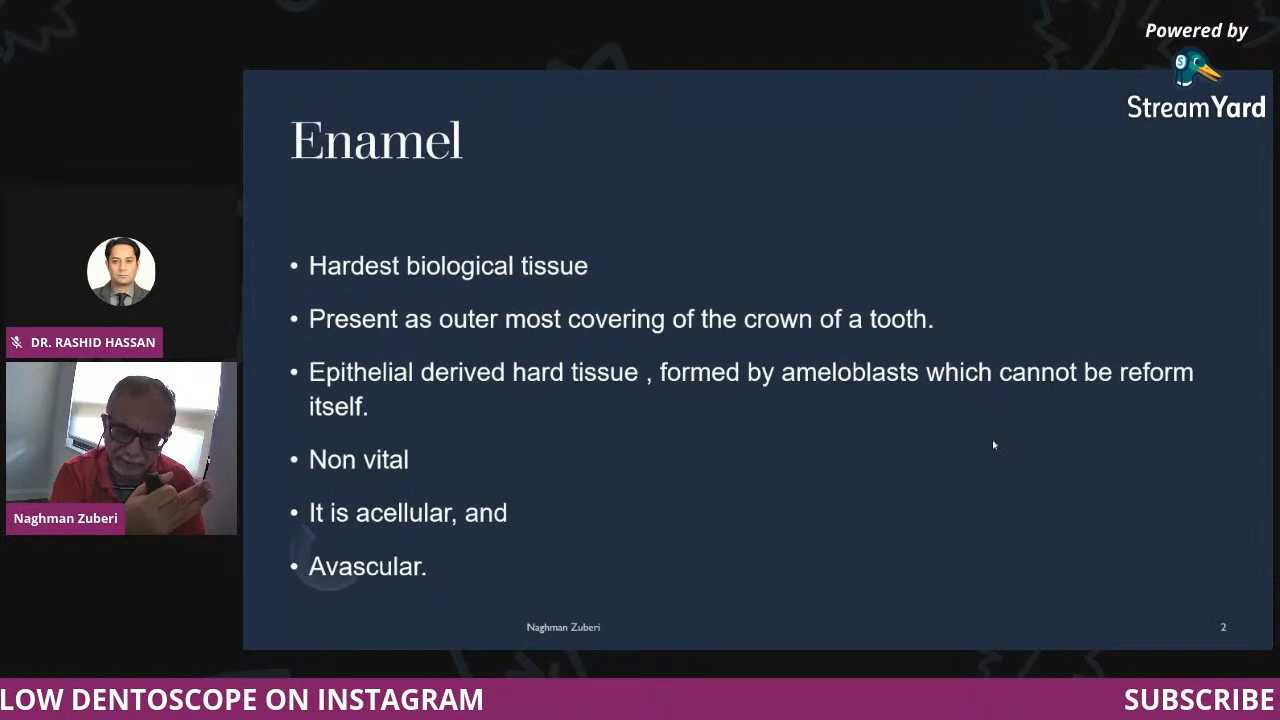 Powered by
StreamYard
Enamel
• Hardest biological tissue
• Present as outer most covering of the crown of a tooth.
• Epithelial derived hard tissue , formed by ameloblasts which cannot be reform
itself.
• Non vital
• It is acellular, and
• Avascular.
Naghman Zuberi
2
DR. RASHID HASSAN
Naghman Zuberi
LOW DENTOSCOPE ON INSTAGRAM
SUBSCRIBE